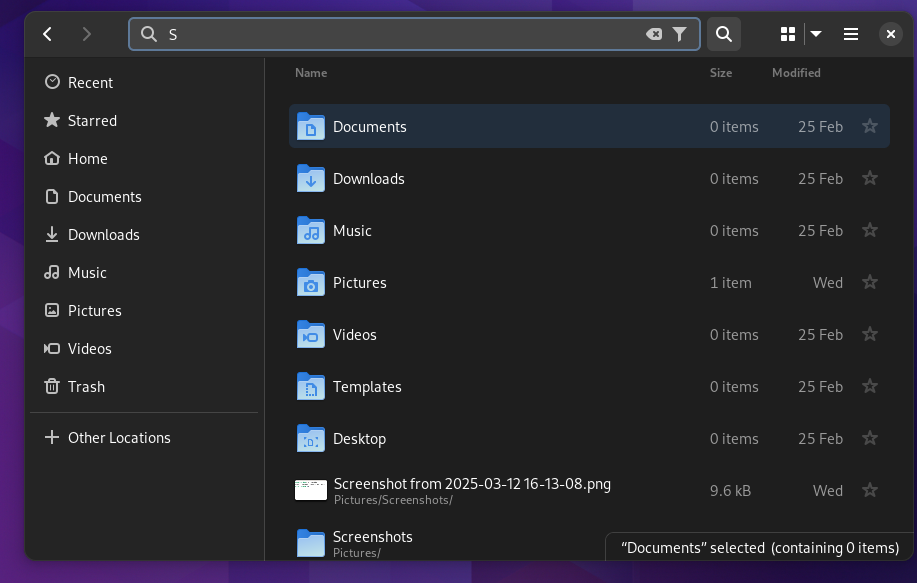 S
Recent
Starred
Home
Documents
Downloads
Music
Pictures
Videos
Trash
Other Locations
Name Size Modified
Documents 0 items 25 Feb
Downloads 0 items 25 Feb
Music 0 items 25 Feb
Pictures 1 item Wed
Videos 0 items 25 Feb
Templates 0 items 25 Feb
Desktop 0 items 25 Feb
Screenshot from 2025-03-12 16-13-08.png 9.6 kB Wed
Pictures/Screenshots/
Screenshots
Pictures/
“Documents” selected (containing 0 items)